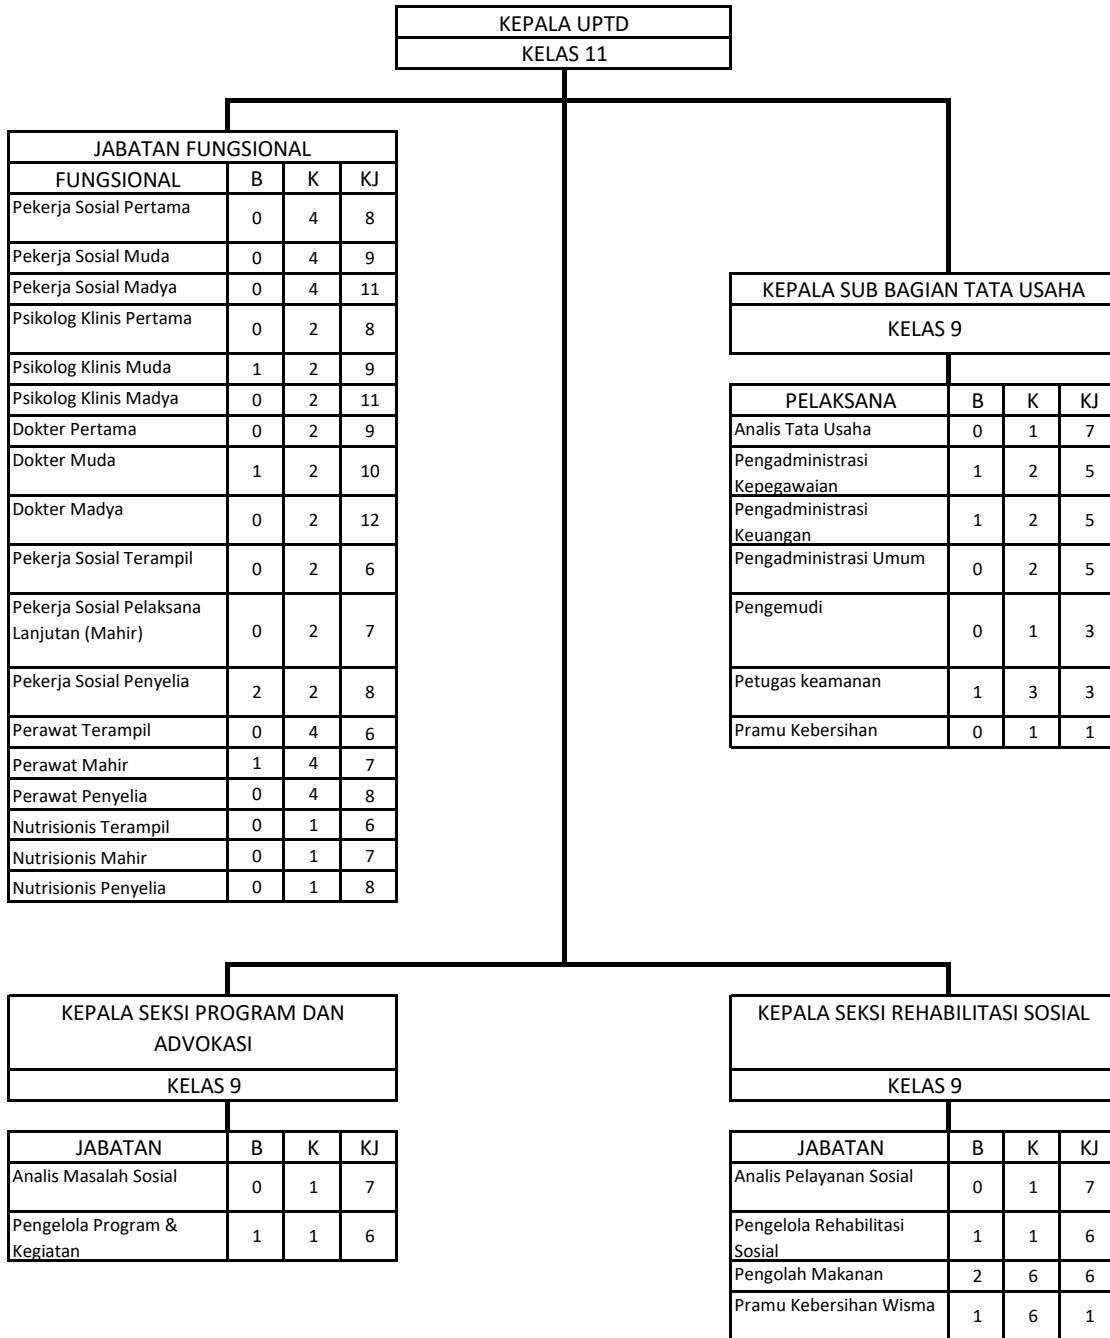 KEPALA UPTD
KELAS 11
JABATAN FUNGSIONAL
FUNGSIONAL B K KJ
Pekerja Sosial Pertama 0 4 8
Pekerja Sosial Muda 0 4 9
Pekerja Sosial Madya 0 4 11
Psikolog Klinis Pertama 0 2 8
Psikolog Klinis Muda 1 2 9
Psikolog Klinis Madya 0 2 11
Dokter Pertama 0 2 9
Dokter Muda 1 2 10
Dokter Madya 0 2 12
Pekerja Sosial Terampil 0 2 6
Pekerja Sosial Pelaksana
Lanjutan (Mahir) 0 2 7
Pekerja Sosial Penyelia 2 2 8
Perawat Terampil 0 4 6
Perawat Mahir 1 4 7
Perawat Penyelia 0 4 8
Nutrisionis Terampil 0 1 6
Nutrisionis Mahir 0 1 7
Nutrisionis Penyelia 0 1 8
KEPALA SUB BAGIAN TATA USAHA
KELAS 9
PELAKSANA B K KJ
Analis Tata Usaha 0 1 7
Pengadministrasi
Kepegawaian 1 2 5
Pengadministrasi
Keuangan 1 2 5
Pengadministrasi Umum 0 2 5
Pengemudi 0 1 3
Petugas keamanan 1 3 3
Pramu Kebersihan 0 1 1
KEPALA SEKSI PROGRAM DAN
ADVOKASI
KELAS 9
JABATAN B K KJ
Analis Masalah Sosial 0 1 7
Pengelola Program &
Kegiatan 1 1 6
KEPALA SEKSI REHABILITASI SOSIAL
KELAS 9
JABATAN B K KJ
Analis Pelayanan Sosial 0 1 7
Pengelola Rehabilitasi
Sosial 1 1 6
Pengolah Makanan 2 6 6
Pramu Kebersihan Wisma 1 6 1